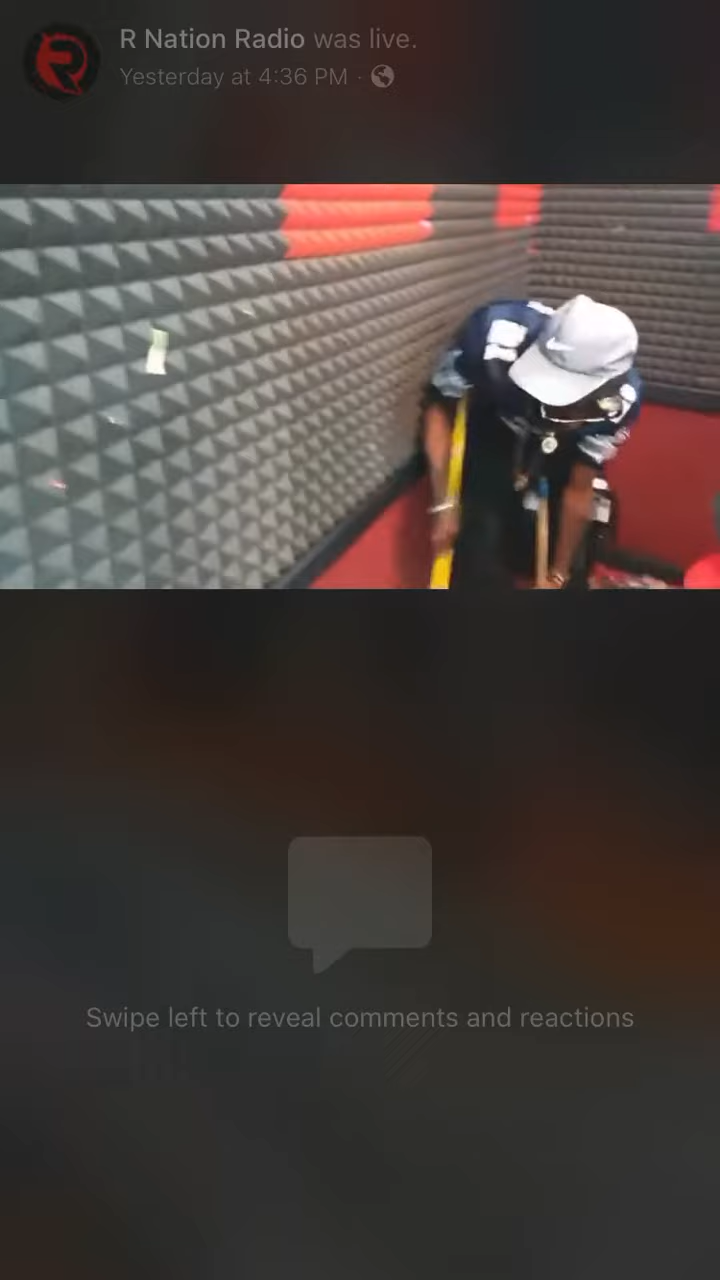 R Nation Radio was live.
Yesterday at 4:36 PM ·
Swipe left to reveal comments and reactions